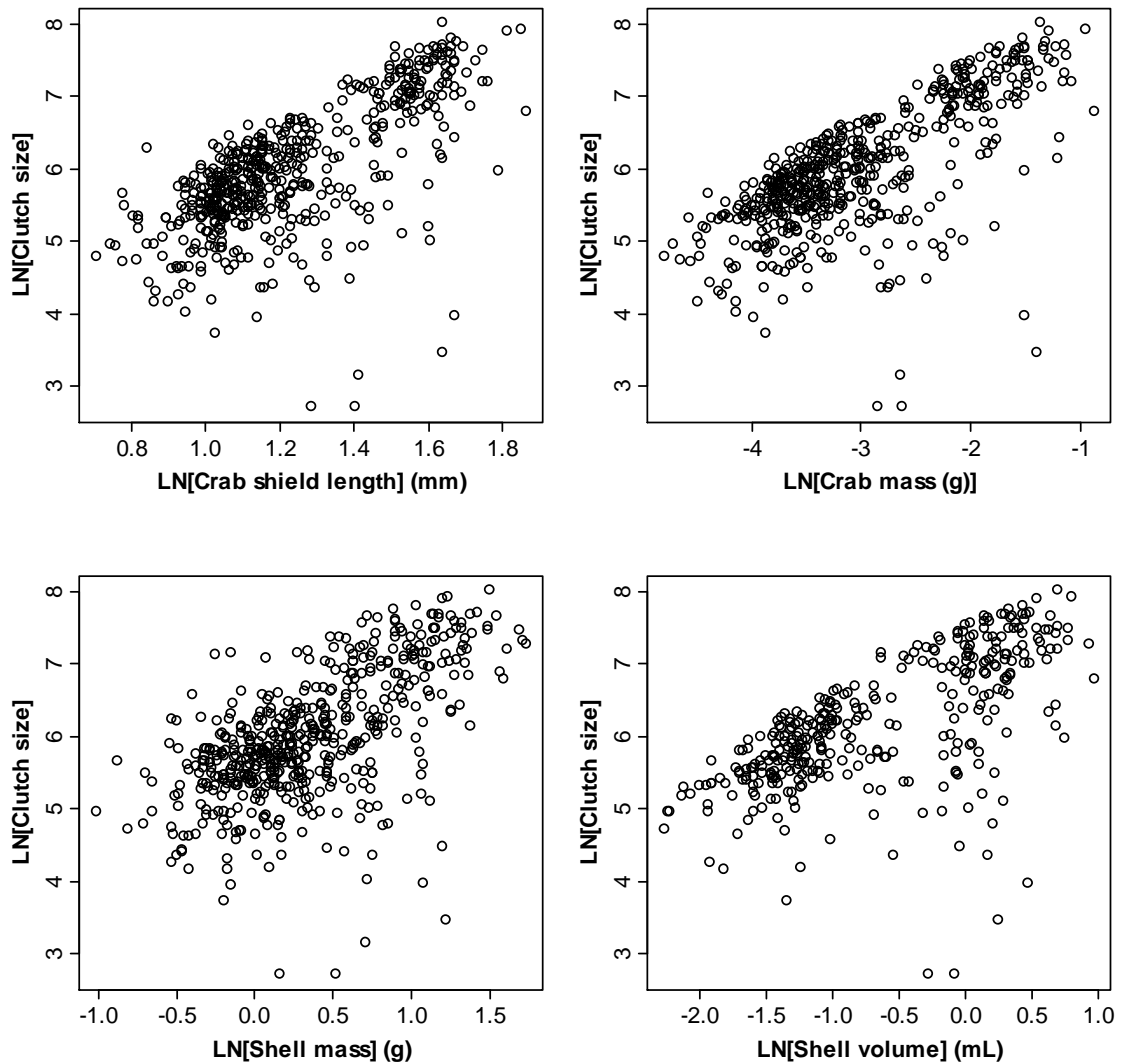 LN[Clutch size]
8
7
6
5
4
3
0.8 1.0 1.2 1.4 1.6 1.8
LN[Crab shield length] (mm)
LN[Clutch size]
8
7
6
5
4
3
-4 -3 -2 -1
LN[Crab mass (g)]
LN[Clutch size]
8
7
6
5
4
3
-1.0 -0.5 0.0 0.5 1.0 1.5
LN[Shell mass] (g)
LN[Clutch size]
8
7
6
5
4
3
-2.0 -1.5 -1.0 -0.5 0.0 0.5 1.0
LN[Shell volume] (mL)